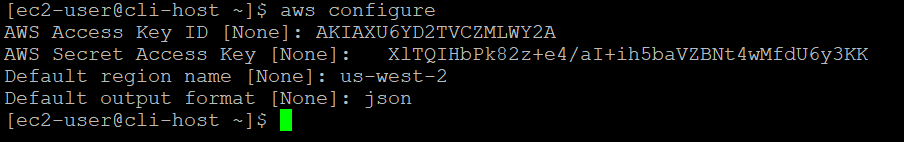 [ec2-user@cli-host ~]$ aws configure
AWS Access Key ID [None]: AKIAXU6YD2TVCZMLWY2A
AWS Secret Access Key [None]:   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
Default region name [None]: us-west-2
Default output format [None]: json
[ec2-user@cli-host ~]$